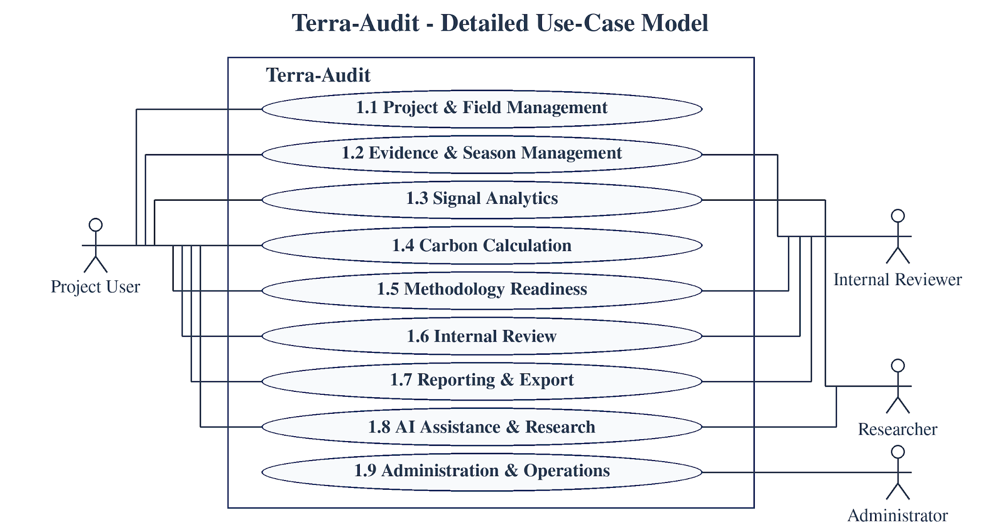 Terra-Audit - Detailed Use-Case Model
Terra-Audit
1.1 Project & Field Management
1.2 Evidence & Season Management
1.3 Signal Analytics
1.4 Carbon Calculation
1.5 Methodology Readiness
1.6 Internal Review
1.7 Reporting & Export
1.8 AI Assistance & Research
1.9 Administration & Operations
Project User
Internal Reviewer
Researcher
Administrator